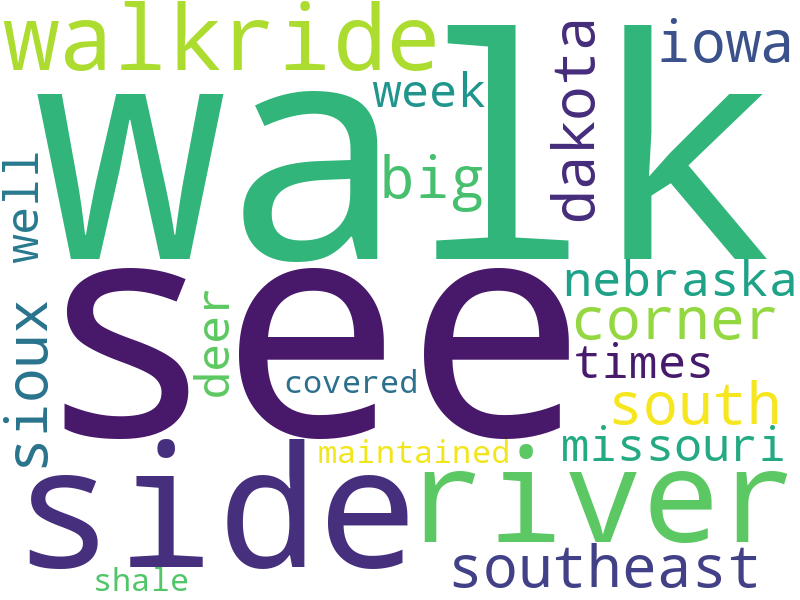 walkride
iowa
walk
week
dakota
big
well
see
nebraska
corner
deer
sioux
times
covered
south
maintained
missouri
side
river
southeast
shale